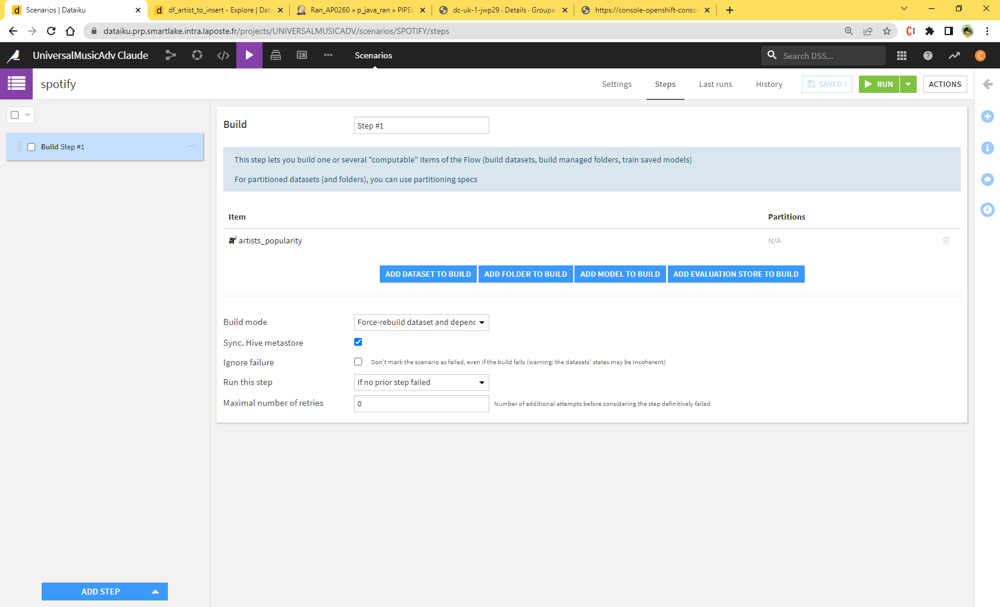 Scenarios | Dataiku
df_artist_to_insert - Explore | Data
Ran_AP0260 » p_java_ran » PIPEL
dc-uk-1-jwp29 · Details · Groupe
https://console-openshift-consol
dataiku.prp.smartlake.intra.laposte.fr/projects/UNIVERSALMUSICADV/scenarios/SPOTIFY/steps
UniversalMusicAdv Claude
Scenarios
Search DSS...
C
spotify
Settings
Steps
Last runs
History
SAVED !
RUN
ACTIONS
Build Step #1
Build
Step #1
This step lets you build one or several "computable" items of the Flow (build datasets, build managed folders, train saved models)
For partitioned datasets (and folders), you can use partitioning specs
Item
Partitions
artists_popularity
N/A
ADD DATASET TO BUILD
ADD FOLDER TO BUILD
ADD MODEL TO BUILD
ADD EVALUATION STORE TO BUILD
Build mode
Force-rebuild dataset and depenc
Sync. Hive metastore
Ignore failure
Don't mark the scenario as failed, even if the build fails (warning: the datasets' states may be incoherent)
Run this step
If no prior step failed
Maximal number of retries
0
Number of additional attempts before considering the step definitively failed
ADD STEP